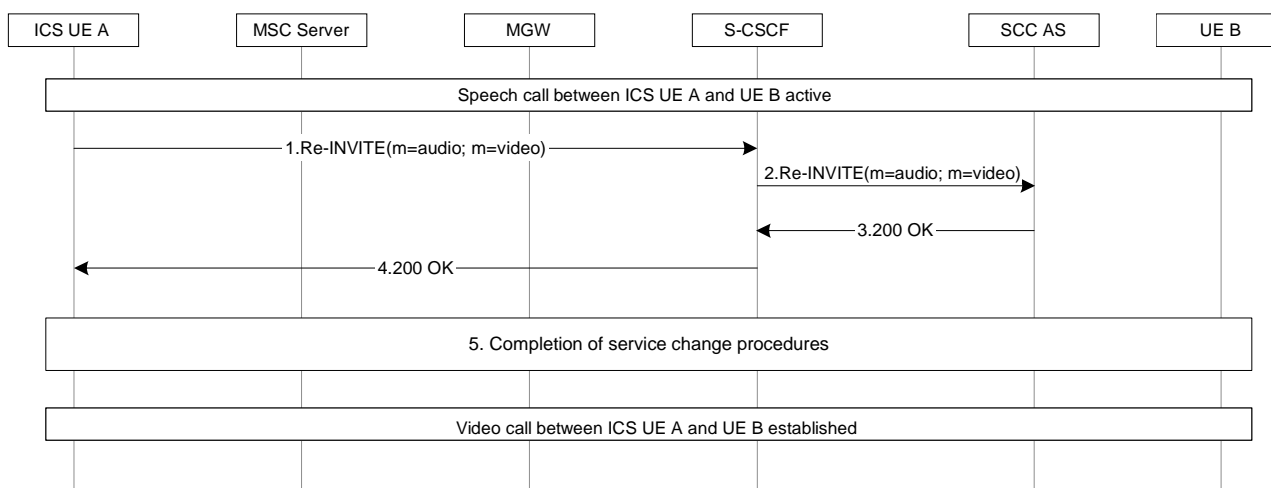 ICS UE A
MSC Server
MGW
S-CSCF
SCC AS
UE B
Speech call between ICS UE A and UE B active
1.Re-INVITE(m=audio; m=video)
2.Re-INVITE(m=audio; m=video)
3.200 OK
4.200 OK
5. Completion of service change procedures
Video call between ICS UE A and UE B established